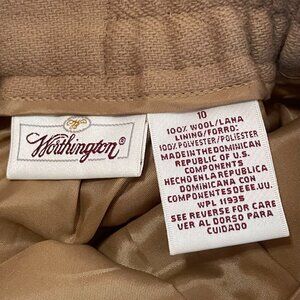 Worthington®
10
100% WOOL/LANA
LINING/FORRO:
100% POLYESTER/POLIESTER
MADE IN THE DOMINICAN
REPUBLIC OF U.S.
COMPONENTS
HECHO EN LA REPUBLICA
DOMINICANA CON
COMPONENTES DE EE.UU.
WPL 11935
SEE REVERSE FOR CARE
VER AL DORSO PARA
CUIDADO